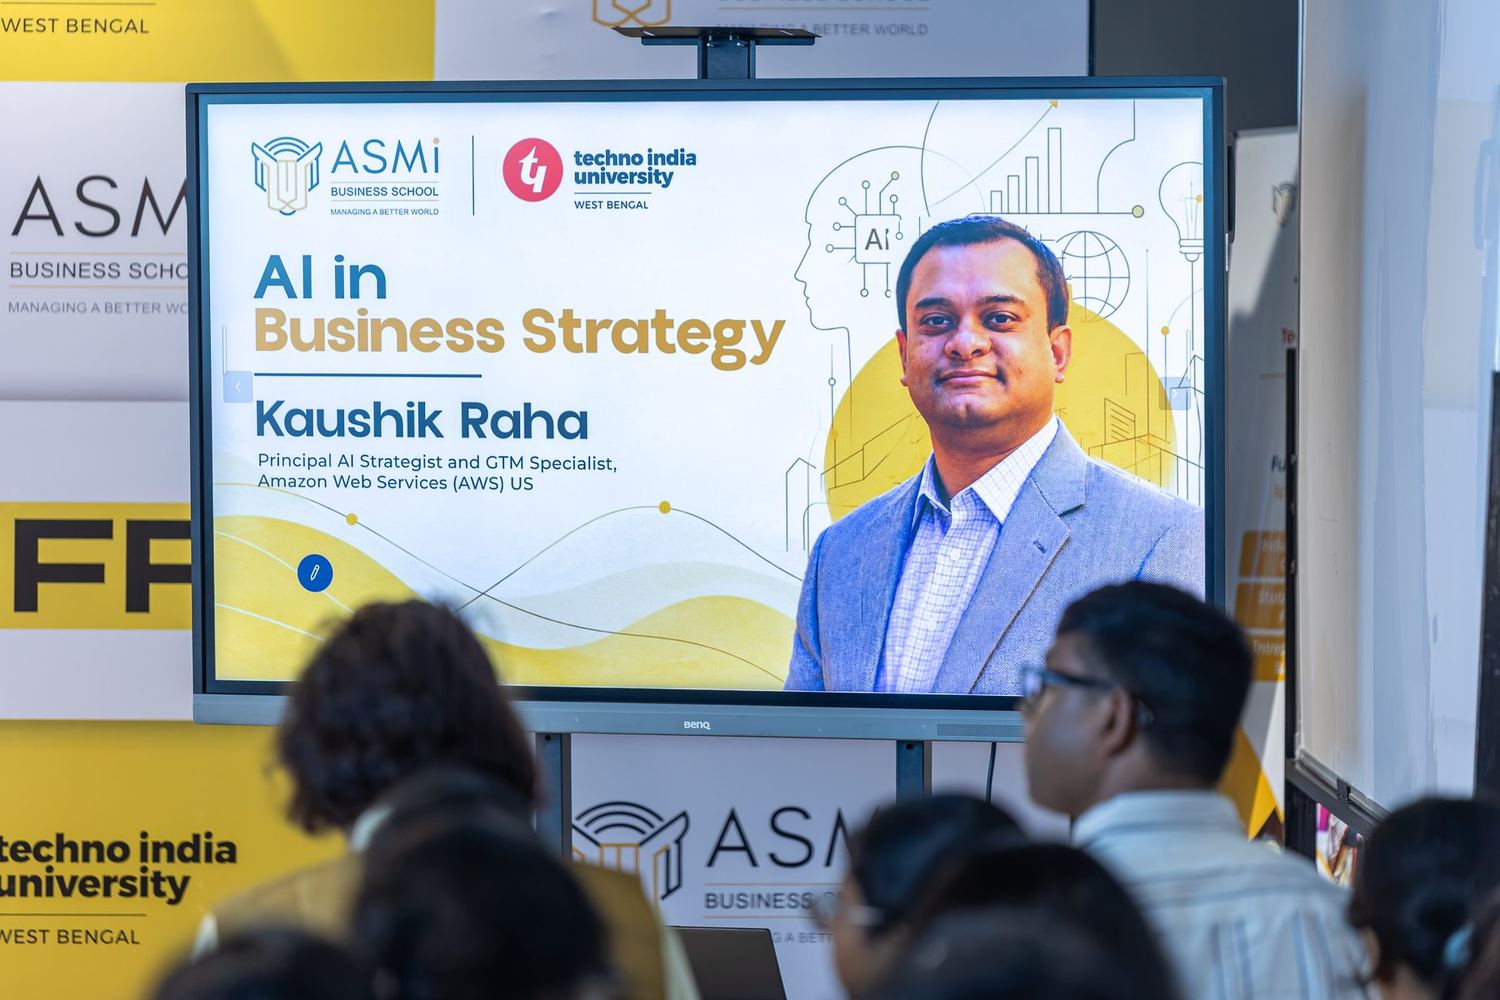 WEST BENGAL
BETTER WORLD
ASMi
BUSINESS SCHOOL
MANAGING A BETTER WORLD
techno india
university
WEST BENGAL
AI
AI in
Business Strategy
Kaushik Raha
Principal AI Strategist and GTM Specialist,
Amazon Web Services (AWS) US
BenQ
ASM
BUSINESS SCHO
MANAGING A BETTER WO
techno india
university
WEST BENGAL
ASM
BUSINESS